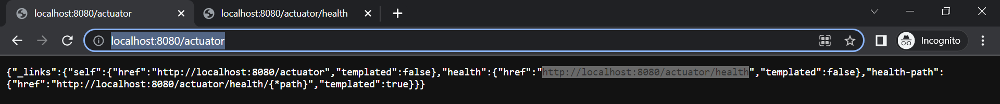 localhost:8080/actuator
localhost:8080/actuator/health
localhost:8080/actuator
Incognito
{"_links":{"self":{"href":"http://localhost:8080/actuator","templated":false},"health":{"href":"http://localhost:8080/actuator/health","templated":false},"health-path":
{"href":"http://localhost:8080/actuator/health/{*path}","templated":true}}}